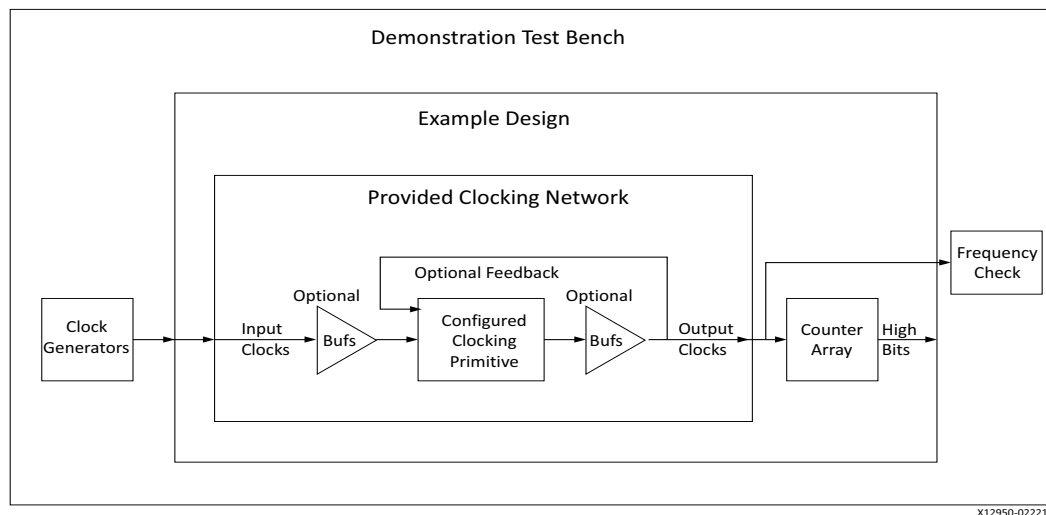 Demonstration Test Bench
Example Design
Provided Clocking Network
Frequency
Check
Optional Feedback
Optional
Optional
Clock
Generators
Input
Clocks
Bufs
Configured
Clocking
Primitive
Bufs
Output
Clocks
Counter
Array
High
Bits
X12950-02221